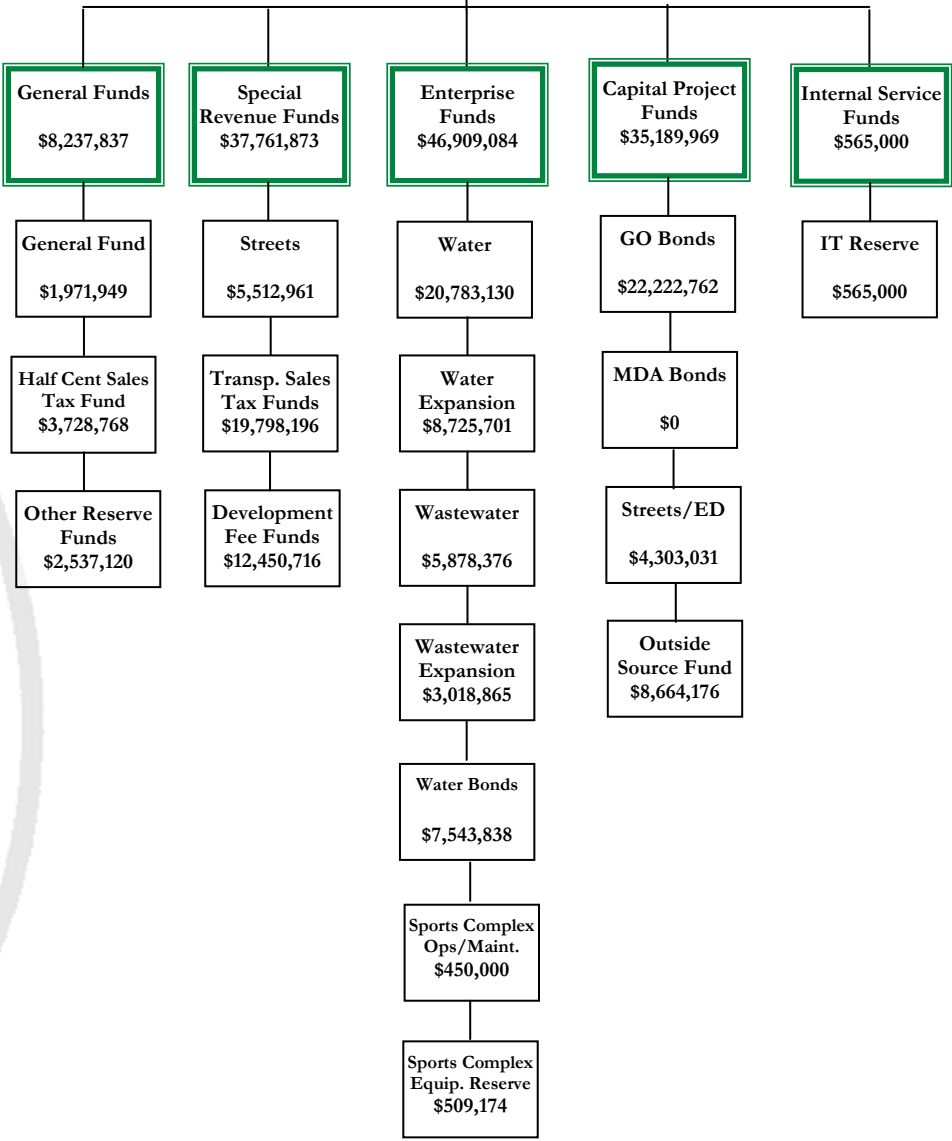 General Funds
$8,237,837
General Fund
$1,971,949
Half Cent Sales
Tax Fund
$3,728,768
Other Reserve
Funds
$2,537,120
Special
Revenue Funds
$37,761,873
Streets
$5,512,961
Transp. Sales
Tax Funds
$19,798,196
Development
Fee Funds
$12,450,716
Enterprise
Funds
$46,909,084
Water
$20,783,130
Water
Expansion
$8,725,701
Wastewater
$5,878,376
Wastewater
Expansion
$3,018,865
Water Bonds
$7,543,838
Sports Complex
Ops/Maint.
$450,000
Sports Complex
Equip. Reserve
$509,174
Capital Project
Funds
$35,189,969
GO Bonds
$22,222,762
MDA Bonds
$0
Streets/ED
$4,303,031
Outside
Source Fund
$8,664,176
Internal Service
Funds
$565,000
IT Reserve
$565,000